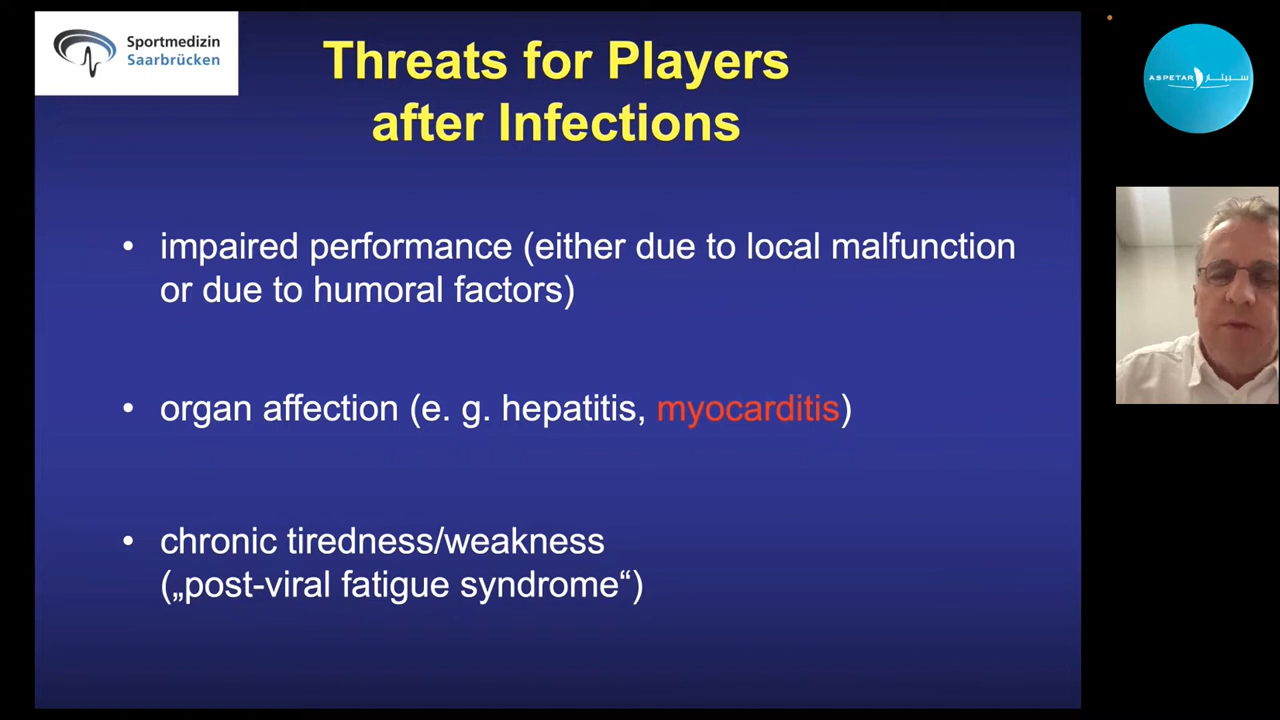 Sportmedizin
Saarbrücken
Threats for Players
after Infections
• impaired performance (either due to local malfunction
or due to humoral factors)
• organ affection (e. g. hepatitis, myocarditis)
• chronic tiredness/weakness
(„post-viral fatigue syndrome“)
ASPETAR سبيتار